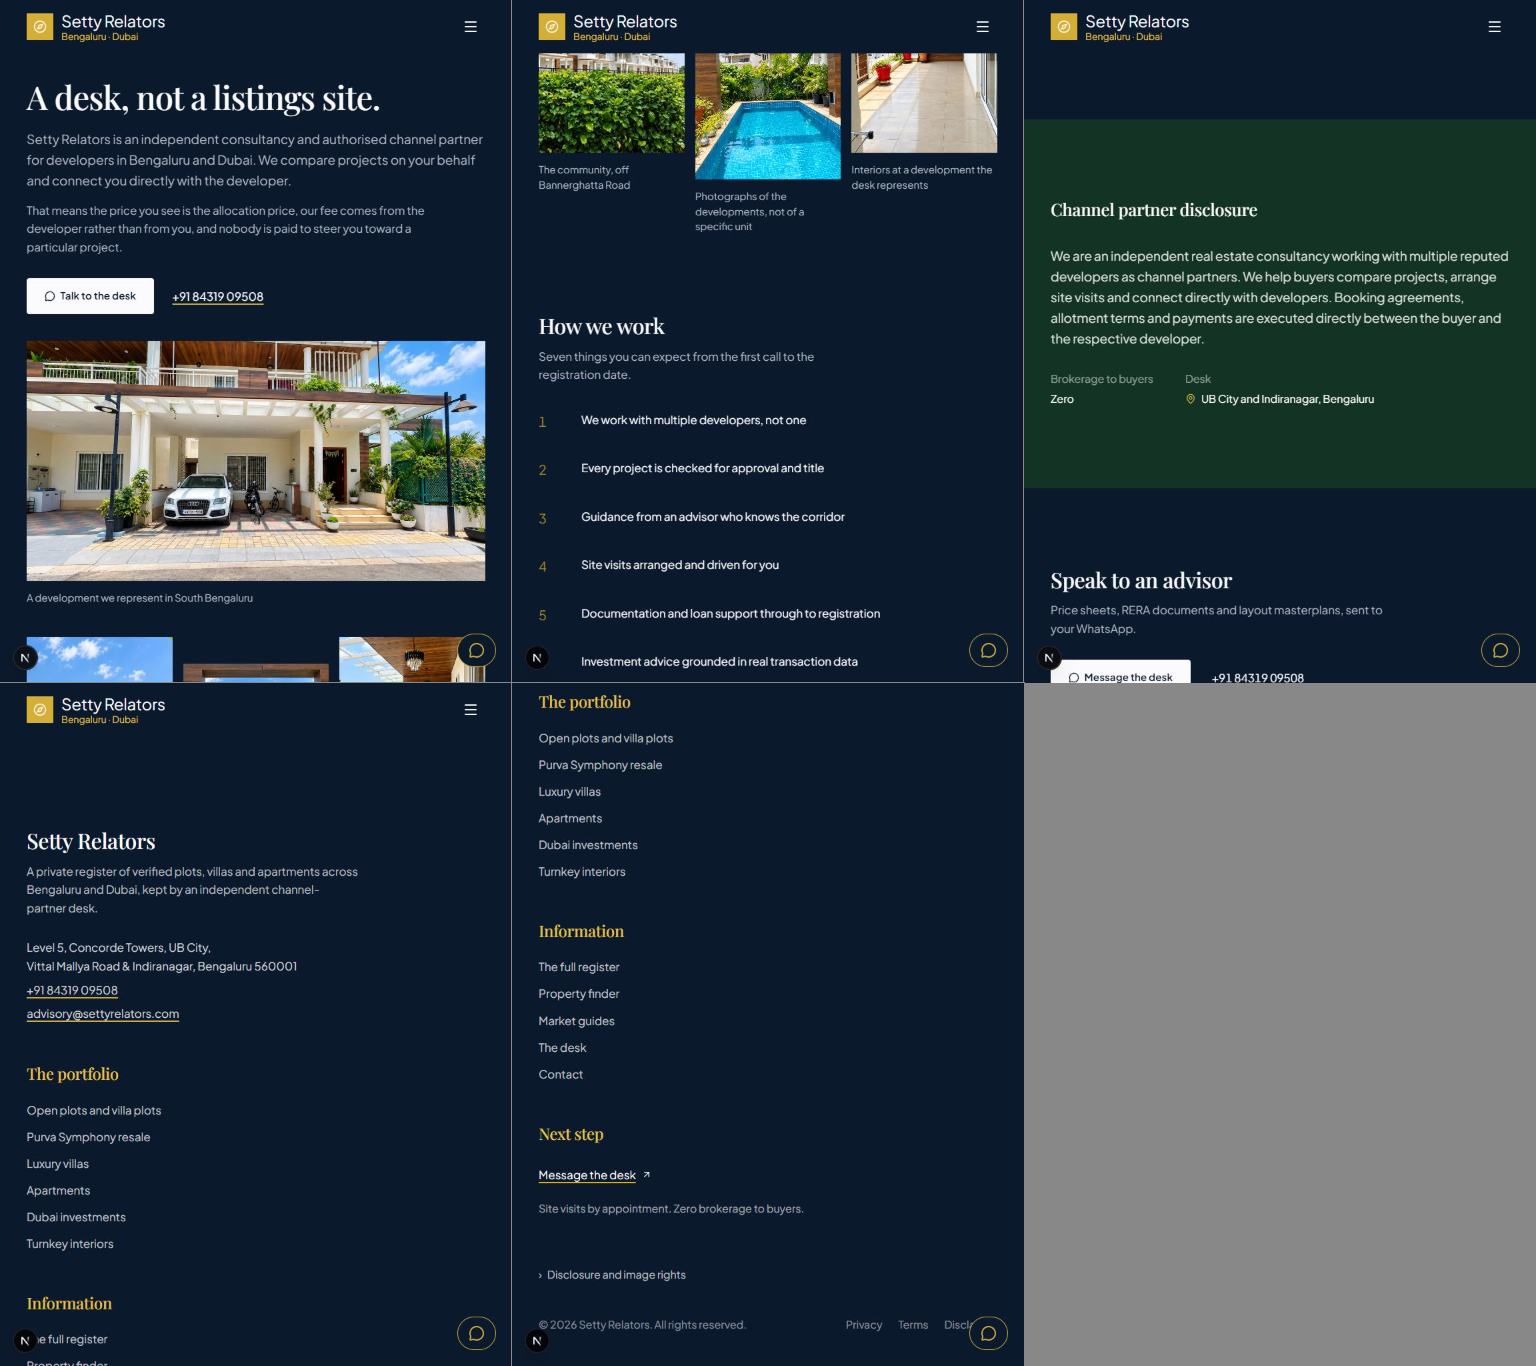 Setty Relators
Bengaluru · Dubai
A desk, not a listings site.
Setty Relators is an independent consultancy and authorised channel partner
for developers in Bengaluru and Dubai. We compare projects on your behalf
and connect you directly with the developer.
That means the price you see is the allocation price, our fee comes from the
developer rather than from you, and nobody is paid to steer you toward a
particular project.
Talk to the desk
+91 84319 09508
A development we represent in South Bengaluru
N
Setty Relators
Bengaluru · Dubai
The community, off
Bannerghatta Road
Photographs of the
developments, not of a
specific unit
Interiors at a development the
desk represents
How we work
Seven things you can expect from the first call to the
registration date.
1 We work with multiple developers, not one
2 Every project is checked for approval and title
3 Guidance from an advisor who knows the corridor
4 Site visits arranged and driven for you
5 Documentation and loan support through to registration
Investment advice grounded in real transaction data
N
Setty Relators
Bengaluru · Dubai
Channel partner disclosure
We are an independent real estate consultancy working with multiple reputed
developers as channel partners. We help buyers compare projects, arrange
site visits and connect directly with developers. Booking agreements,
allotment terms and payments are executed directly between the buyer and
the respective developer.
Brokerage to buyers
Zero
Desk
UB City and Indiranagar, Bengaluru
Speak to an advisor
Price sheets, RERA documents and layout masterplans, sent to
your WhatsApp.
N
Message the desk
+91 84319 09508
Setty Relators
Bengaluru · Dubai
Setty Relators
A private register of verified plots, villas and apartments across
Bengaluru and Dubai, kept by an independent channel-
partner desk.
Level 5, Concorde Towers, UB City,
Vittal Mallya Road & Indiranagar, Bengaluru 560001
+91 84319 09508
advisory@settyrelators.com
The portfolio
Open plots and villa plots
Purva Symphony resale
Luxury villas
Apartments
Dubai investments
Turnkey interiors
Information
N
full register
Property finder
The portfolio
Open plots and villa plots
Purva Symphony resale
Luxury villas
Apartments
Dubai investments
Turnkey interiors
Information
The full register
Property finder
Market guides
The desk
Contact
Next step
Message the desk ↗
Site visits by appointment. Zero brokerage to buyers.
› Disclosure and image rights
© 2026 Setty Relators. All rights reserved.
Privacy Terms
N